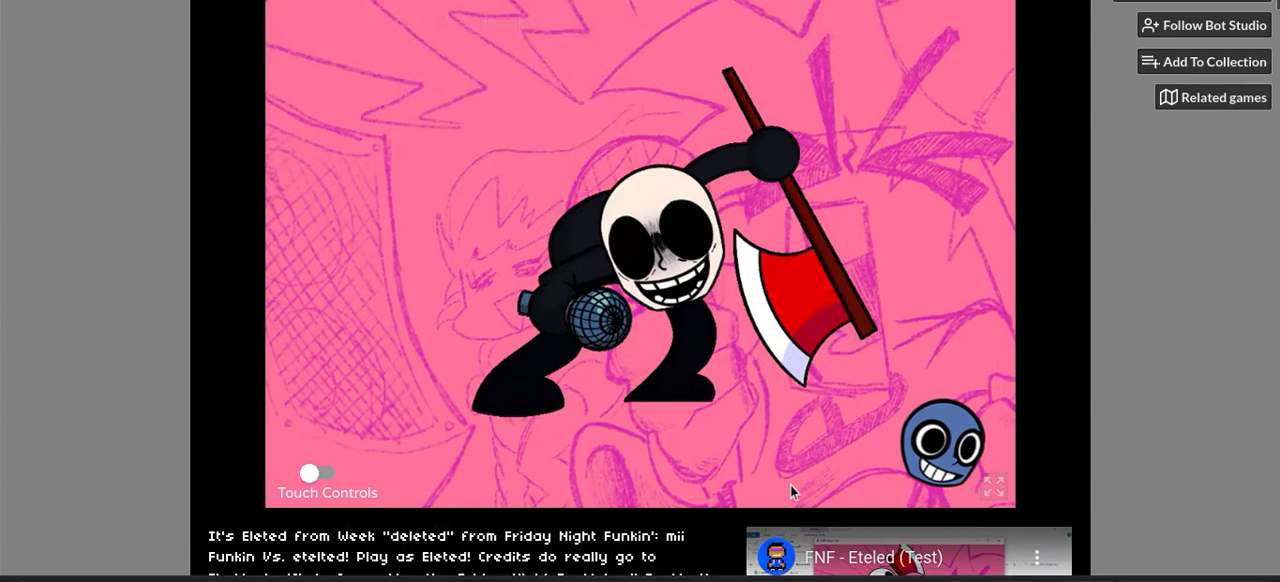 Follow Bot Studio
Add To Collection
Related games
Touch Controls
It's Eleted from Week "deleted" from Friday Night Funkin': mii
Funkin Vs. etelted! Play as Eleted! Credits do really go to
FNF - Eteled (Test)